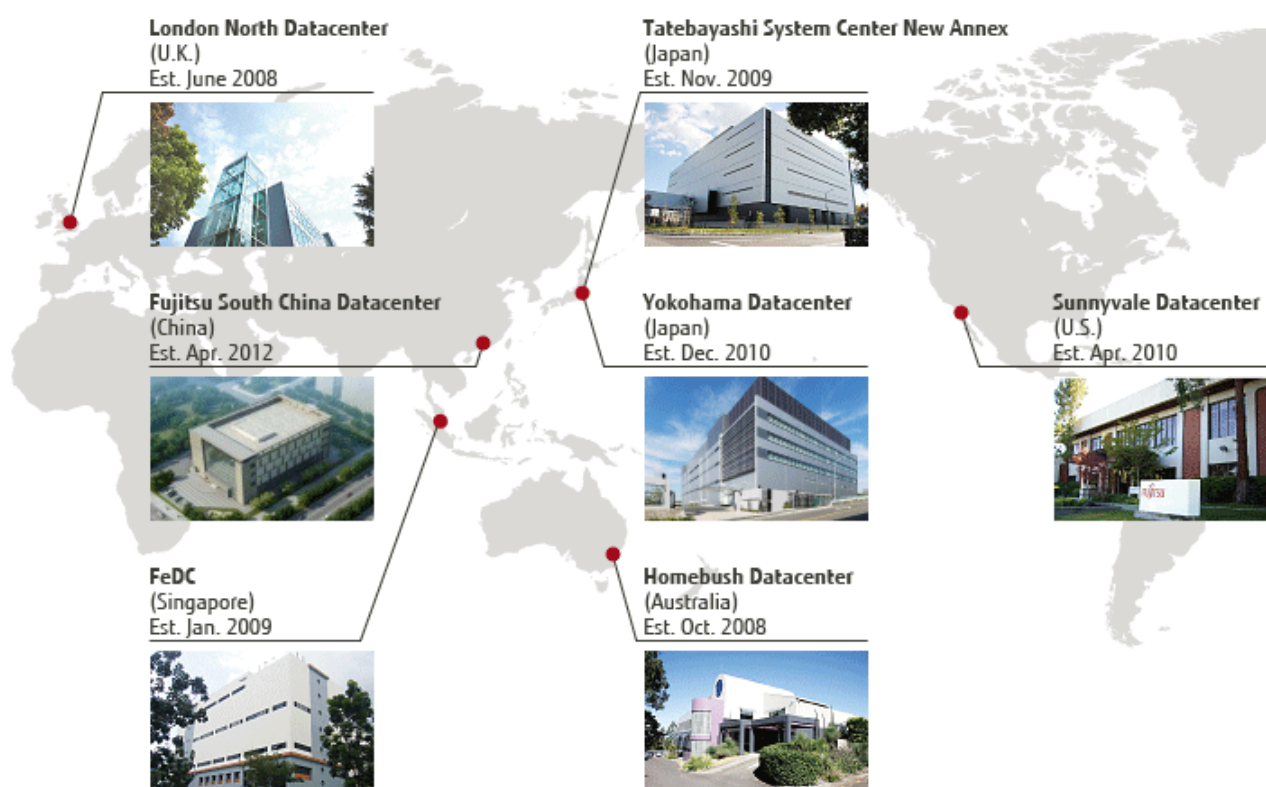 London North Datacenter
(U.K.)
Est. June 2008
Tatebayashi System Center New Annex
(Japan)
Est. Nov. 2009
Fujitsu South China Datacenter
(China)
Est. Apr. 2012
Yokohama Datacenter
(Japan)
Est. Dec. 2010
Sunnyvale Datacenter
(U.S.)
Est. Apr. 2010
FUJITSU
FeDC
(Singapore)
Est. Jan. 2009
Homebush Datacenter
(Australia)
Est. Oct. 2008